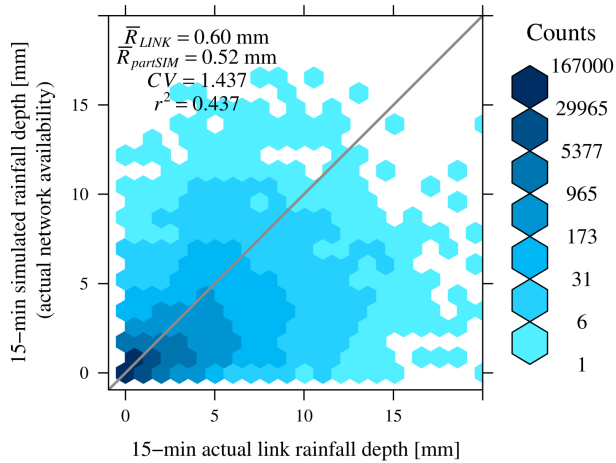 R̅LINK = 0.60 mm
R̅partSIM = 0.52 mm
CV = 1.437
r² = 0.437
15−min simulated rainfall depth [mm]
(actual network availability)
15
10
5
0
0
5
10
15
15−min actual link rainfall depth [mm]
Counts
167000
29965
5377
965
173
31
6
1